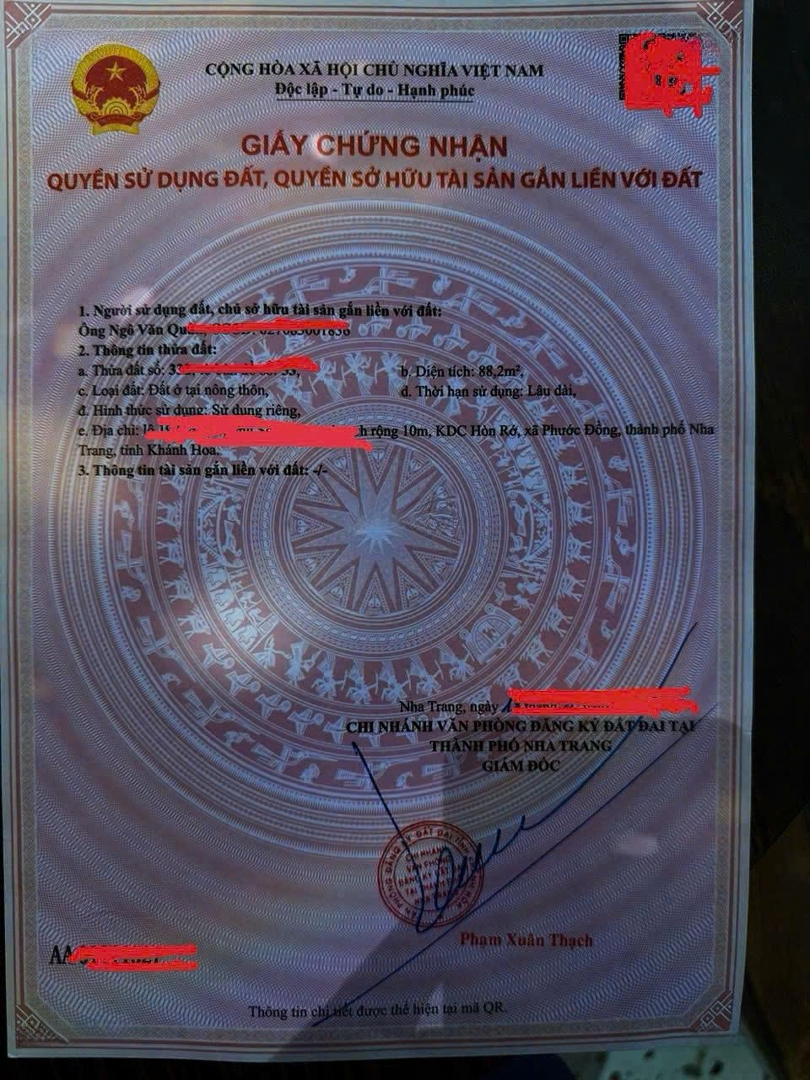 CỘNG HÒA XÃ HỘI CHỦ NGHĨA VIỆT NAM
Độc lập - Tự do - Hạnh phúc
GIẤY CHỨNG NHẬN
QUYỀN SỬ DỤNG ĐẤT, QUYỀN SỞ HỮU TÀI SẢN GẮN LIỀN VỚI ĐẤT
1. Người sử dụng đất, chủ sở hữu tài sản gắn liền với đất:
Ông Ngô Văn
2. Thông tin thửa đất:
a. Thửa đất số: b. Diện tích: 88,2m²,
c. Loại đất: Đất ở tại nông thôn, d. Thời hạn sử dụng: Lâu dài,
đ. Hình thức sử dụng: Sử dụng riêng,
e. Địa chỉ: rộng 10m, KDC Hòn Rớ, xã Phước Đồng, thành phố Nha
Trang, tỉnh Khánh Hòa.
3. Thông tin tài sản gắn liền với đất: -/-
Nha Trang, ngày
CHI NHÁNH VĂN PHÒNG ĐĂNG KÝ ĐẤT ĐAI TẠI
THÀNH PHỐ NHA TRANG
GIÁM ĐỐC
Phạm Xuân Thạch
AA
Thông tin chi tiết được thể hiện tại mã QR.